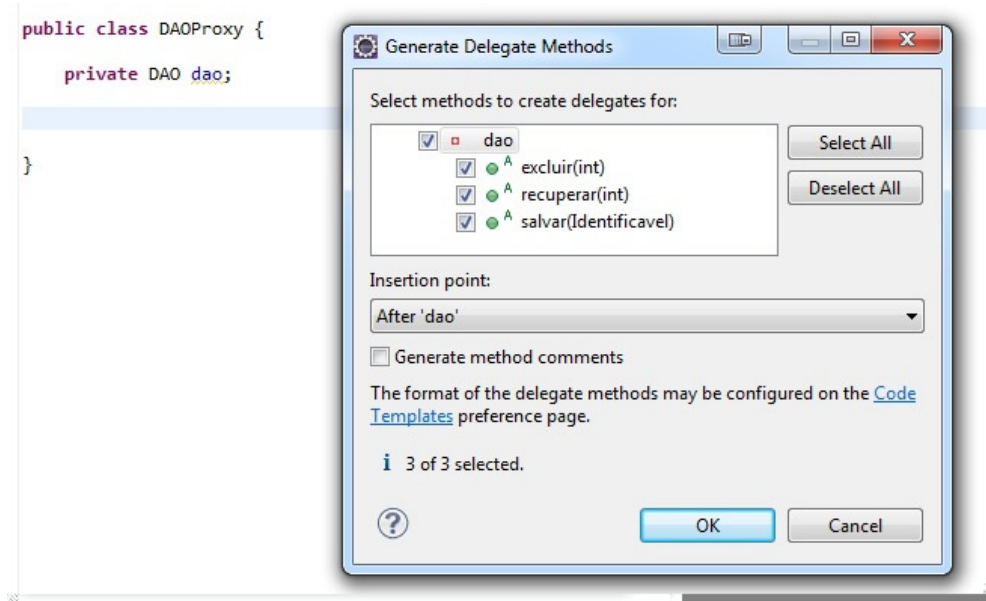 public class DAOProxy {
private DAO dao;
}
Generate Delegate Methods
Select methods to create delegates for:
dao
A excluir(int)
A recuperar(int)
A salvar(Identificavel)
Select All
Deselect All
Insertion point:
After 'dao'
Generate method comments
The format of the delegate methods may be configured on the Code
Templates preference page.
i 3 of 3 selected.
?
OK
Cancel